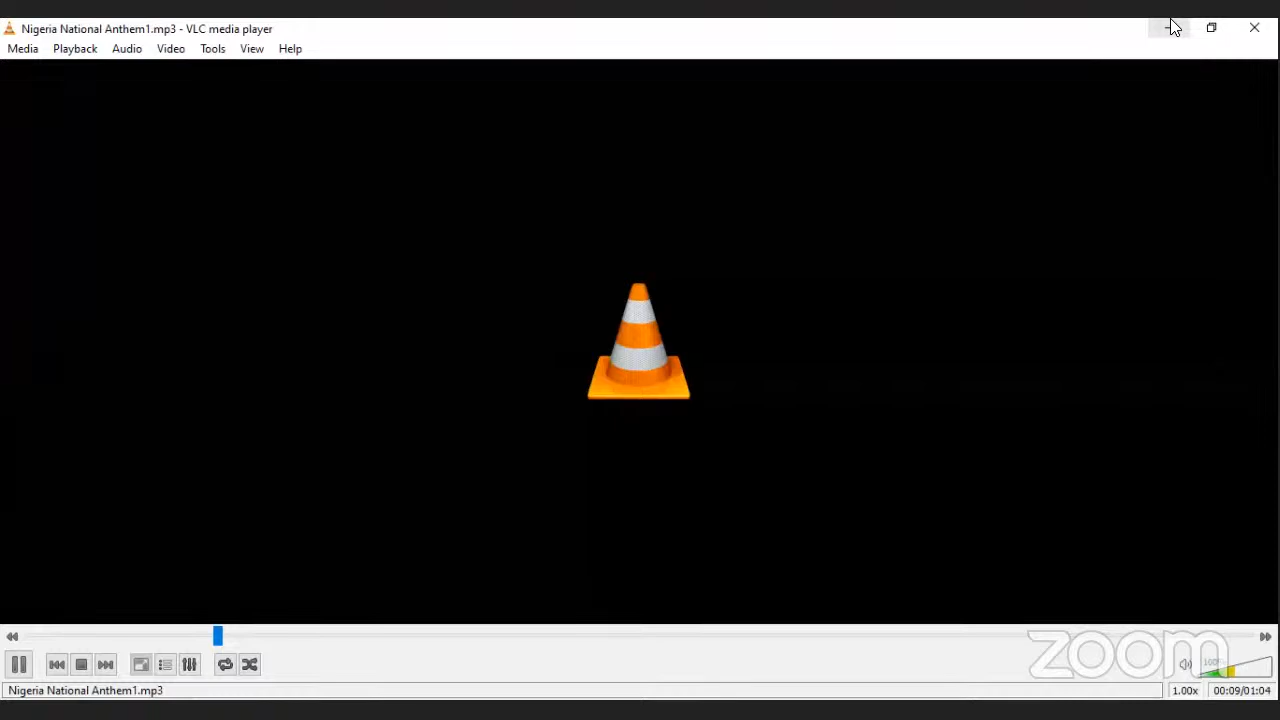 Nigeria National Anthem1.mp3 - VLC media player
Media Playback Audio Video Tools View Help
zoom
100%
Nigeria National Anthem1.mp3 1.00x 00:09/01:04